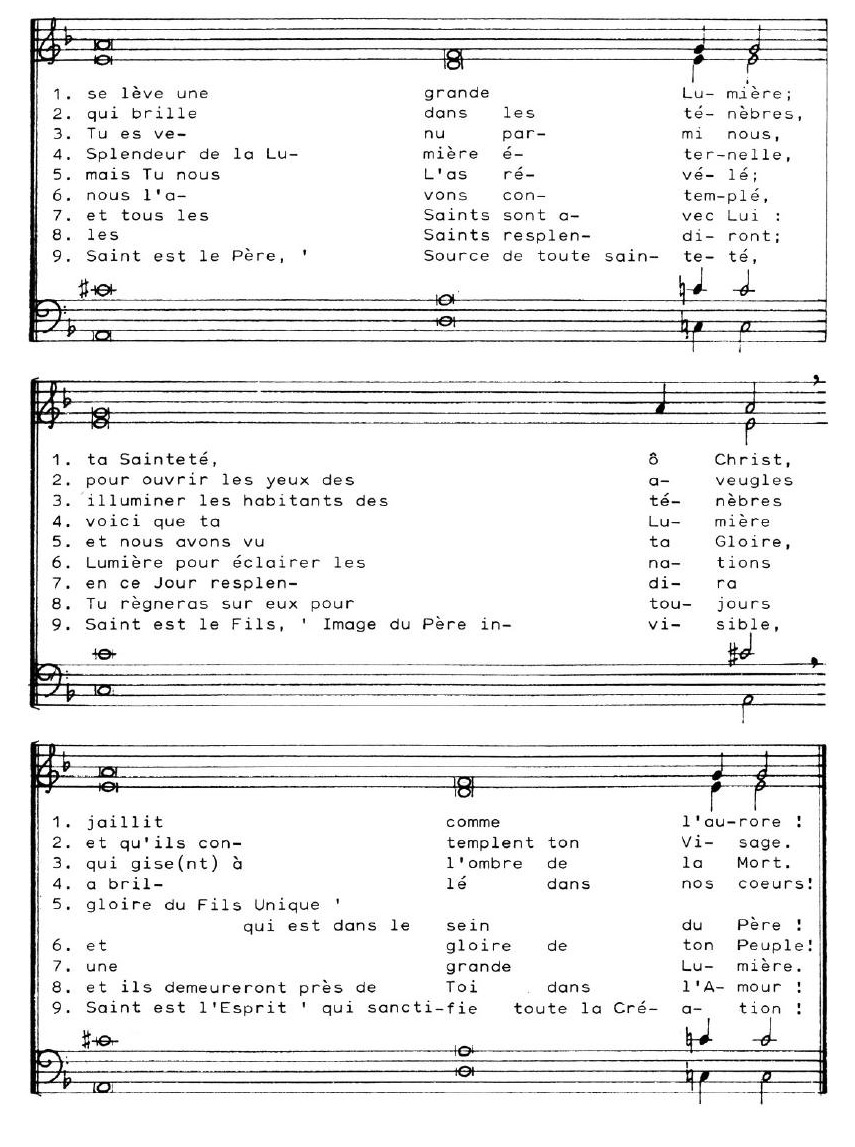 1. se lève une grande Lu- mière;
2. qui brille dans les té- nèbres,
3. Tu es ve- nu par- mi nous,
4. Splendeur de la Lu- mière é- ter-nelle,
5. mais Tu nous L'as ré- vé- lé;
6. nous l'a- vons con- tem-plé,
7. et tous les Saints sont a- vec Lui :
8. les Saints resplen- di- ront;
9. Saint est le Père, ' Source de toute sain- te- té,
1. ta Sainteté, ô Christ,
2. pour ouvrir les yeux des a- veugles
3. illuminer les habitants des té- nèbres
4. voici que ta Lu- mière
5. et nous avons vu ta Gloire,
6. Lumière pour éclairer les na- tions
7. en ce Jour resplen- di- ra
8. Tu règneras sur eux pour tou- jours
9. Saint est le Fils, ' Image du Père in- vi- sible,
1. jaillit comme l'au-rore !
2. et qu'ils con- templent ton Vi- sage.
3. qui gise(nt) à l'ombre de la Mort.
4. a bril- lé dans nos coeurs!
5. gloire du Fils Unique '
qui est dans le sein du Père !
6. et gloire de ton Peuple!
7. une grande Lu- mière.
8. et ils demeureront près de Toi dans l'A- mour !
9. Saint est l'Esprit ' qui sancti-fie toute la Cré- a- tion !